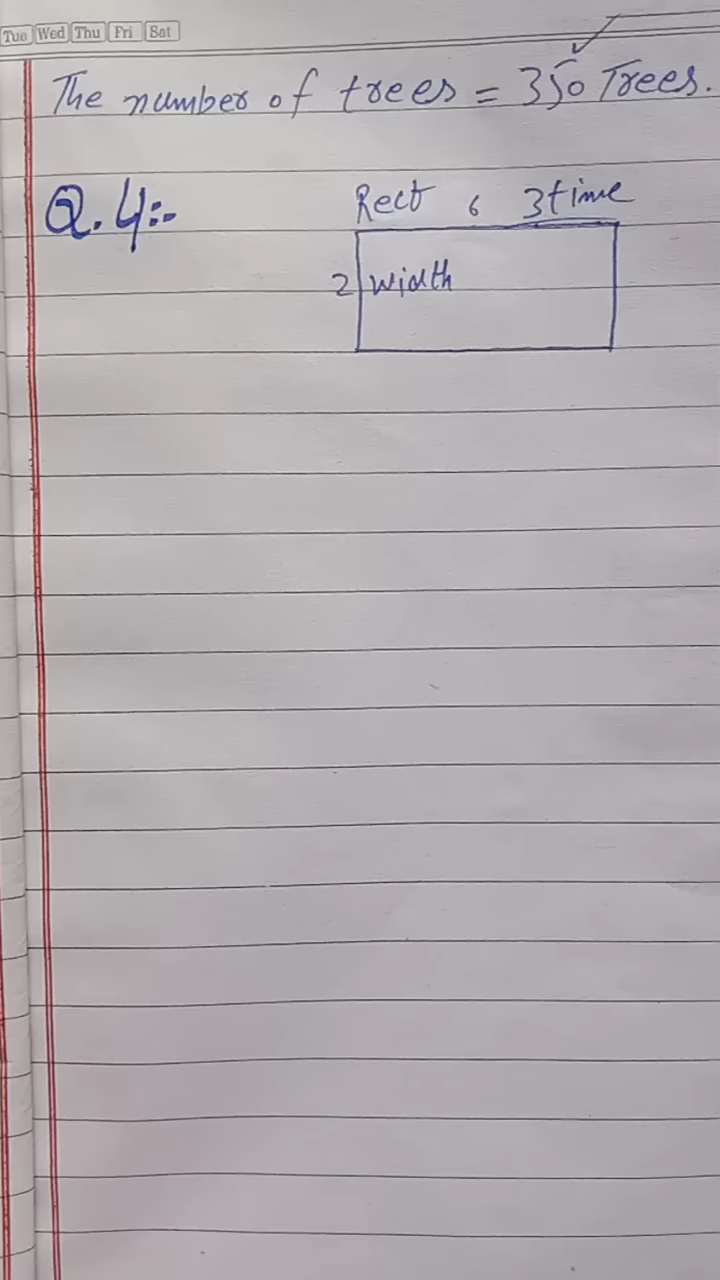 Tue Wed Thu Fri Sat
The number of trees = 350 Trees.
Q.4:-
Rect 6 3time
2 width